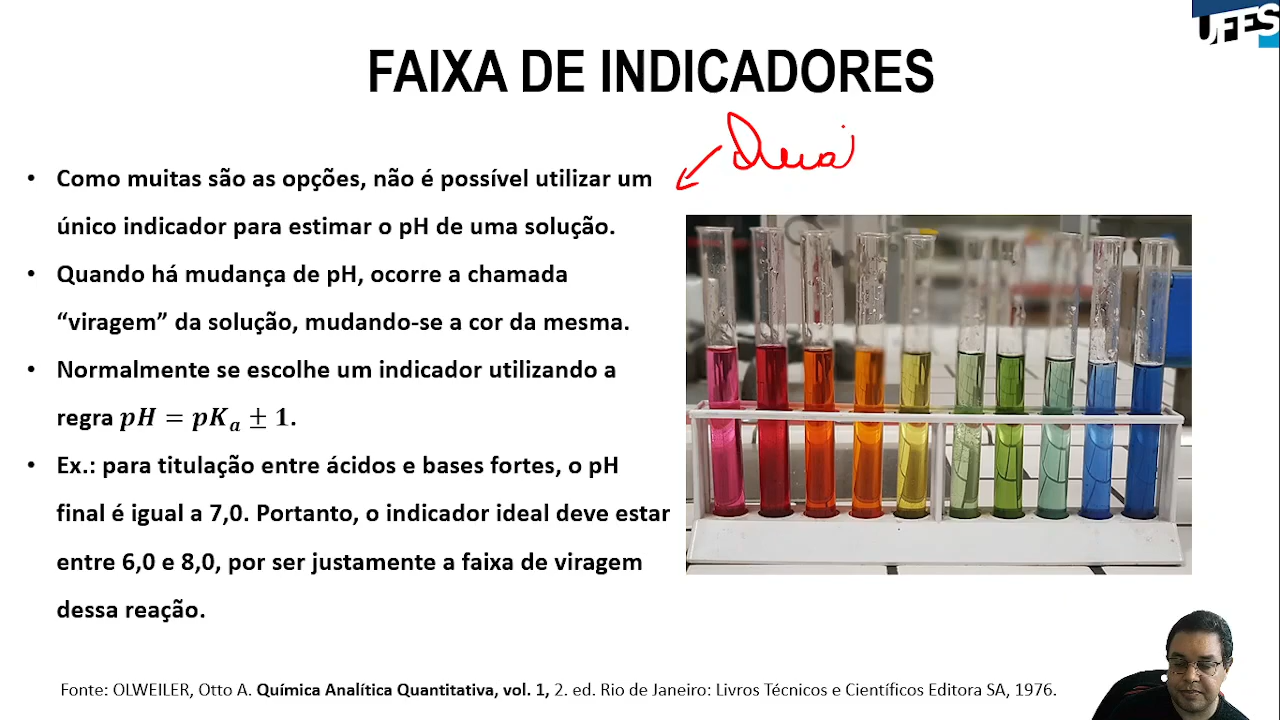 UFES
FAIXA DE INDICADORES
• Como muitas são as opções, não é possível utilizar um
único indicador para estimar o pH de uma solução.
• Quando há mudança de pH, ocorre a chamada
“viragem” da solução, mudando-se a cor da mesma.
• Normalmente se escolhe um indicador utilizando a
regra pH = pKₐ ± 1.
• Ex.: para titulação entre ácidos e bases fortes, o pH
final é igual a 7,0. Portanto, o indicador ideal deve estar
entre 6,0 e 8,0, por ser justamente a faixa de viragem
dessa reação.
Fonte: OLWEILER, Otto A. Química Analítica Quantitativa, vol. 1, 2. ed. Rio de Janeiro: Livros Técnicos e Científicos Editora SA, 1976.